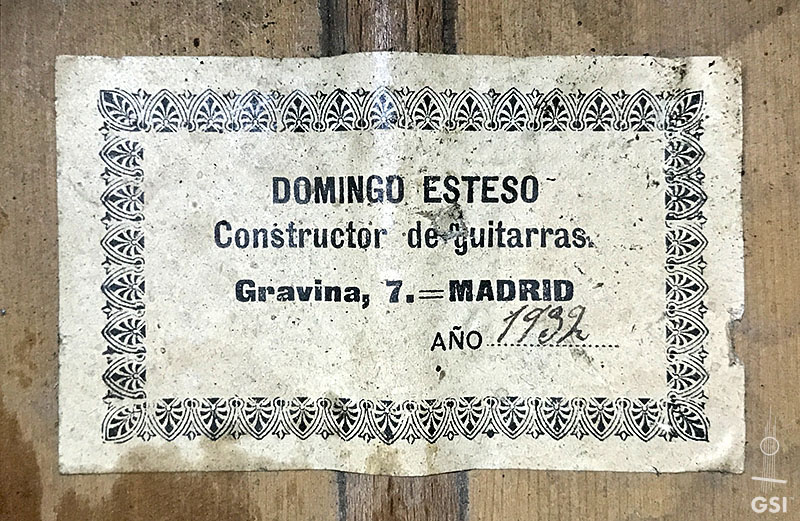 DOMINGO ESTESO
Constructor de guitarras.
Gravina, 7.=MADRID
AÑO 1932
GSI